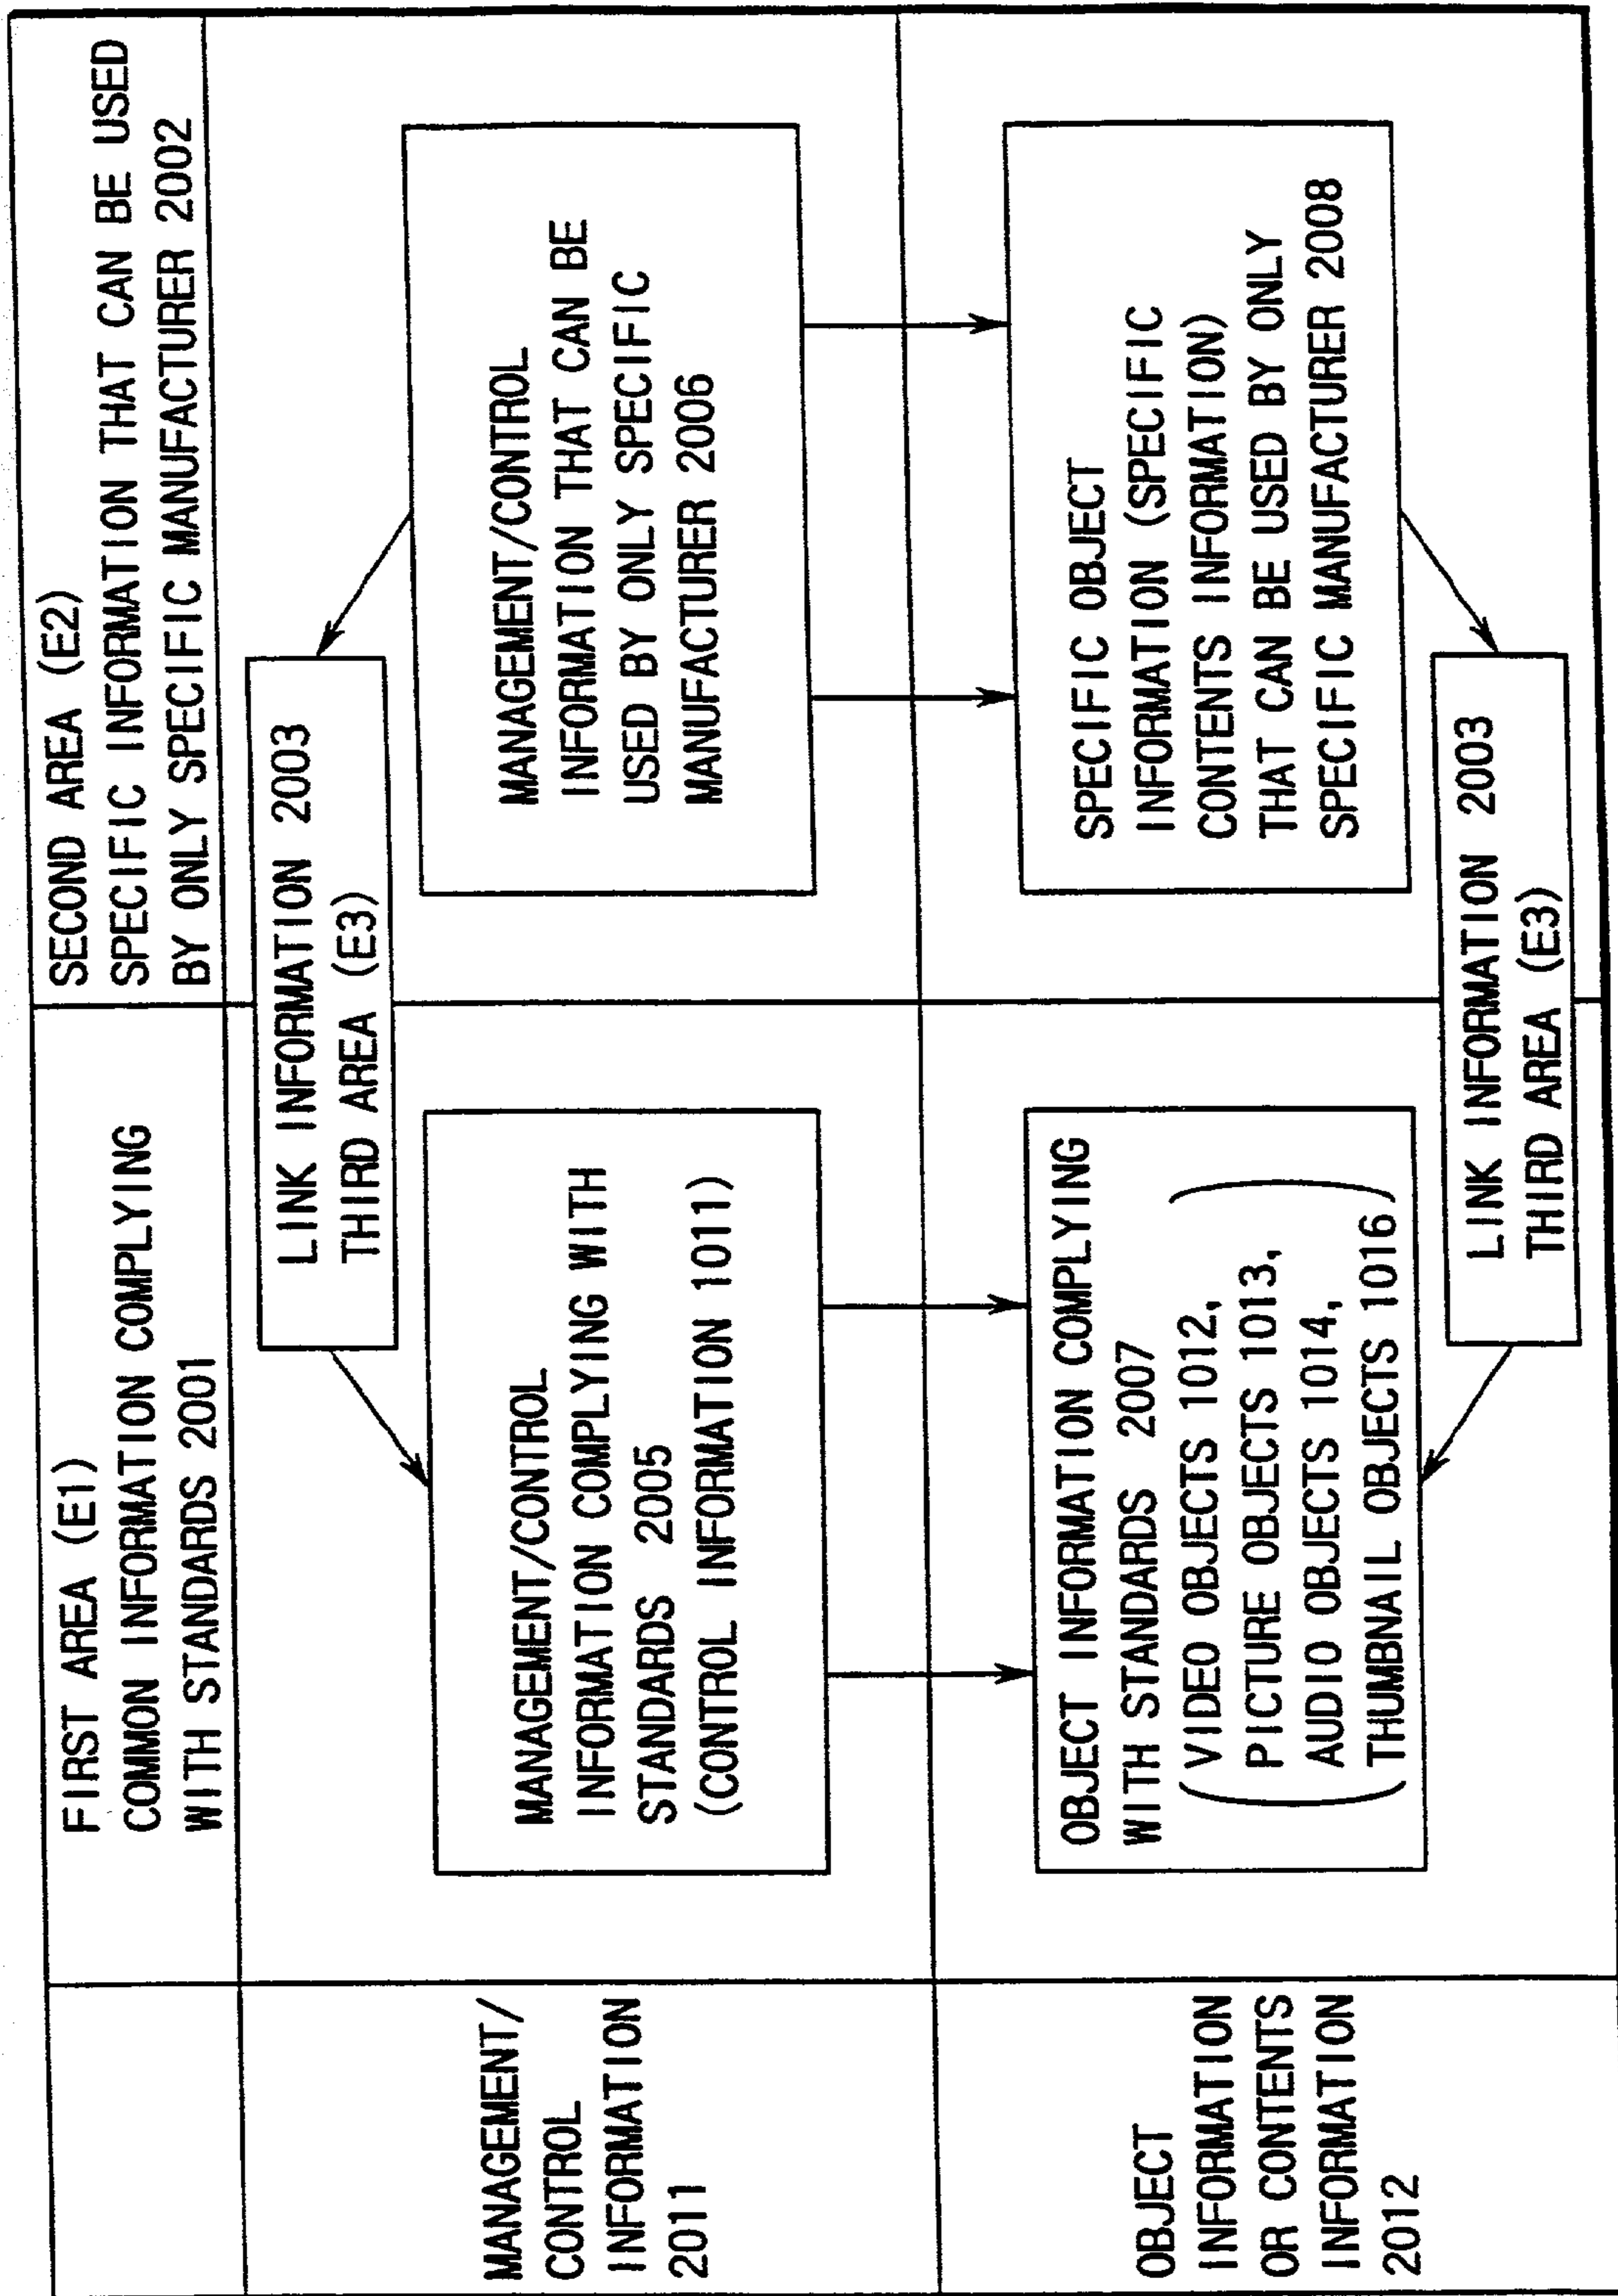 FIRST AREA (E1)
COMMON INFORMATION COMPLYING
WITH STANDARDS 2001
SECOND AREA (E2)
SPECIFIC INFORMATION THAT CAN BE USED
BY ONLY SPECIFIC MANUFACTURER 2002
MANAGEMENT/
CONTROL
INFORMATION
2011
LINK INFORMATION 2003
THIRD AREA (E3)
MANAGEMENT/CONTROL
INFORMATION COMPLYING WITH
STANDARDS 2005
(CONTROL INFORMATION 1011)
MANAGEMENT/CONTROL
INFORMATION THAT CAN BE
USED BY ONLY SPECIFIC
MANUFACTURER 2006
OBJECT
INFORMATION
OR CONTENTS
INFORMATION
2012
OBJECT INFORMATION COMPLYING
WITH STANDARDS 2007
(VIDEO OBJECTS 1012,
PICTURE OBJECTS 1013,
AUDIO OBJECTS 1014,
THUMBNAIL OBJECTS 1016)
SPECIFIC OBJECT
INFORMATION (SPECIFIC
CONTENTS INFORMATION)
THAT CAN BE USED BY ONLY
SPECIFIC MANUFACTURER 2008
LINK INFORMATION 2003
THIRD AREA (E3)